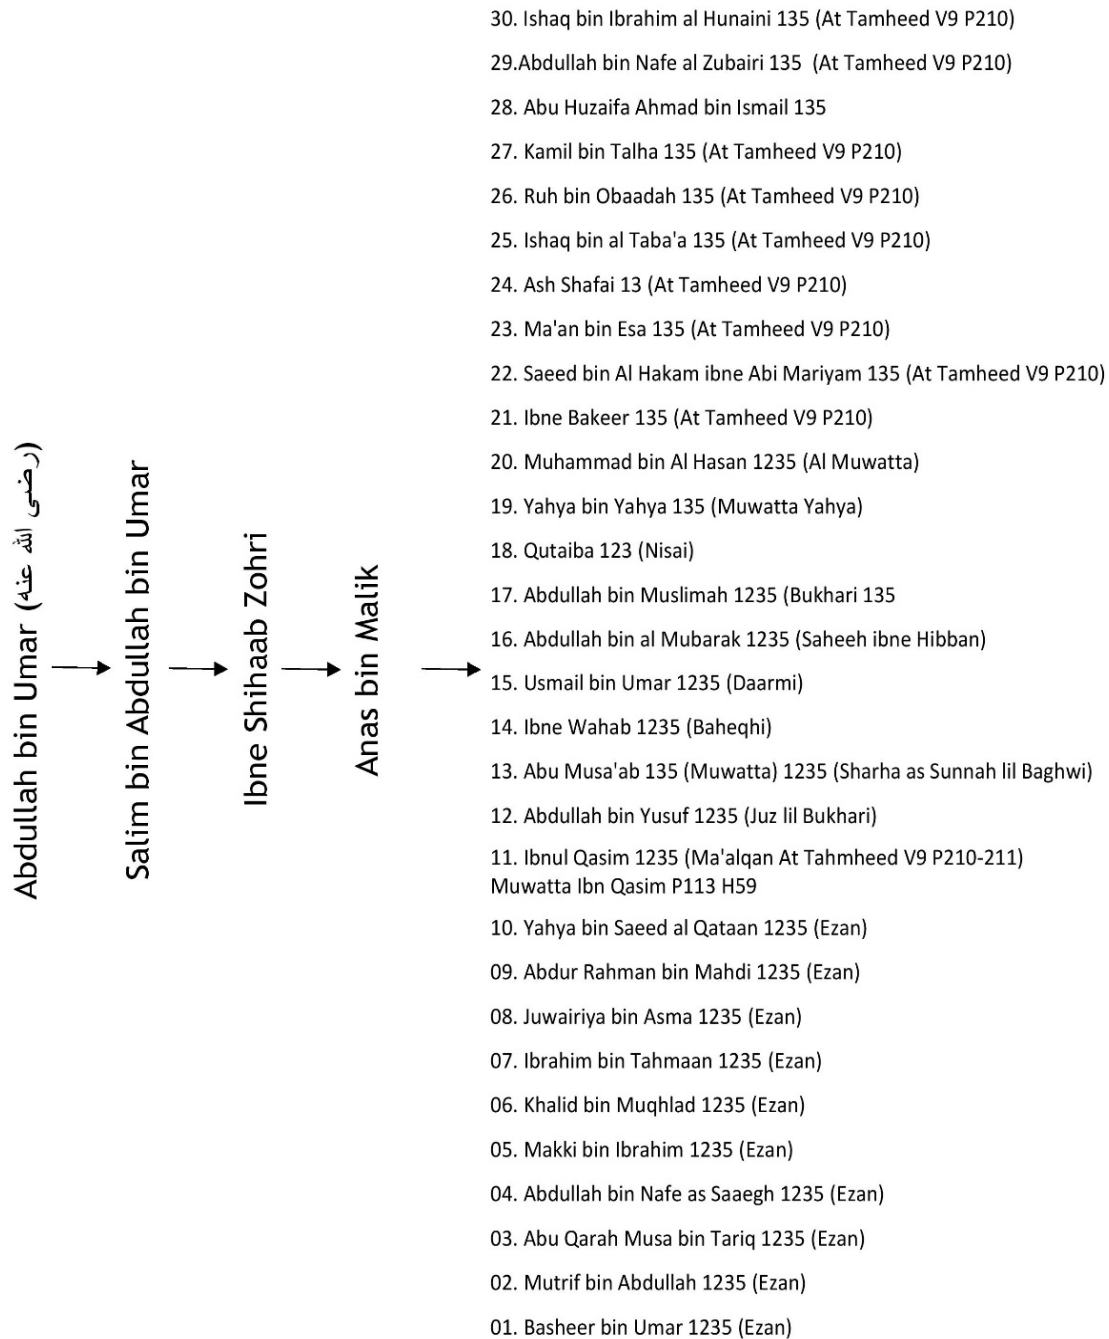 30. Ishaq bin Ibrahim al Hunaini 135 (At Tamheed V9 P210)
29.Abdullah bin Nafe al Zubairi 135 (At Tamheed V9 P210)
28. Abu Huzaifa Ahmad bin Ismail 135
27. Kamil bin Talha 135 (At Tamheed V9 P210)
26. Ruh bin Obaadah 135 (At Tamheed V9 P210)
25. Ishaq bin al Taba'a 135 (At Tamheed V9 P210)
24. Ash Shafai 13 (At Tamheed V9 P210)
23. Ma'an bin Esa 135 (At Tamheed V9 P210)
22. Saeed bin Al Hakam ibne Abi Mariyam 135 (At Tamheed V9 P210)
21. Ibne Bakeer 135 (At Tamheed V9 P210)
20. Muhammad bin Al Hasan 1235 (Al Muwatta)
19. Yahya bin Yahya 135 (Muwatta Yahya)
18. Qutaiba 123 (Nisai)
17. Abdullah bin Muslimah 1235 (Bukhari 135
16. Abdullah bin al Mubarak 1235 (Saheeh ibne Hibban)
15. Usmail bin Umar 1235 (Daarmi)
14. Ibne Wahab 1235 (Baheqhi)
13. Abu Musa'ab 135 (Muwatta) 1235 (Sharha as Sunnah lil Baghwi)
12. Abdullah bin Yusuf 1235 (Juz lil Bukhari)
11. Ibnul Qasim 1235 (Ma'alqan At Tahmheed V9 P210-211)
Muwatta Ibn Qasim P113 H59
10. Yahya bin Saeed al Qataan 1235 (Ezan)
09. Abdur Rahman bin Mahdi 1235 (Ezan)
08. Juwairiya bin Asma 1235 (Ezan)
07. Ibrahim bin Tahmaan 1235 (Ezan)
06. Khalid bin Muqhlad 1235 (Ezan)
05. Makki bin Ibrahim 1235 (Ezan)
04. Abdullah bin Nafe as Saaegh 1235 (Ezan)
03. Abu Qarah Musa bin Tariq 1235 (Ezan)
02. Mutrif bin Abdullah 1235 (Ezan)
01. Basheer bin Umar 1235 (Ezan)
Abdullah bin Umar (رضی الله عنه)
Salim bin Abdullah bin Umar
Ibne Shihaab Zohri
Anas bin Malik